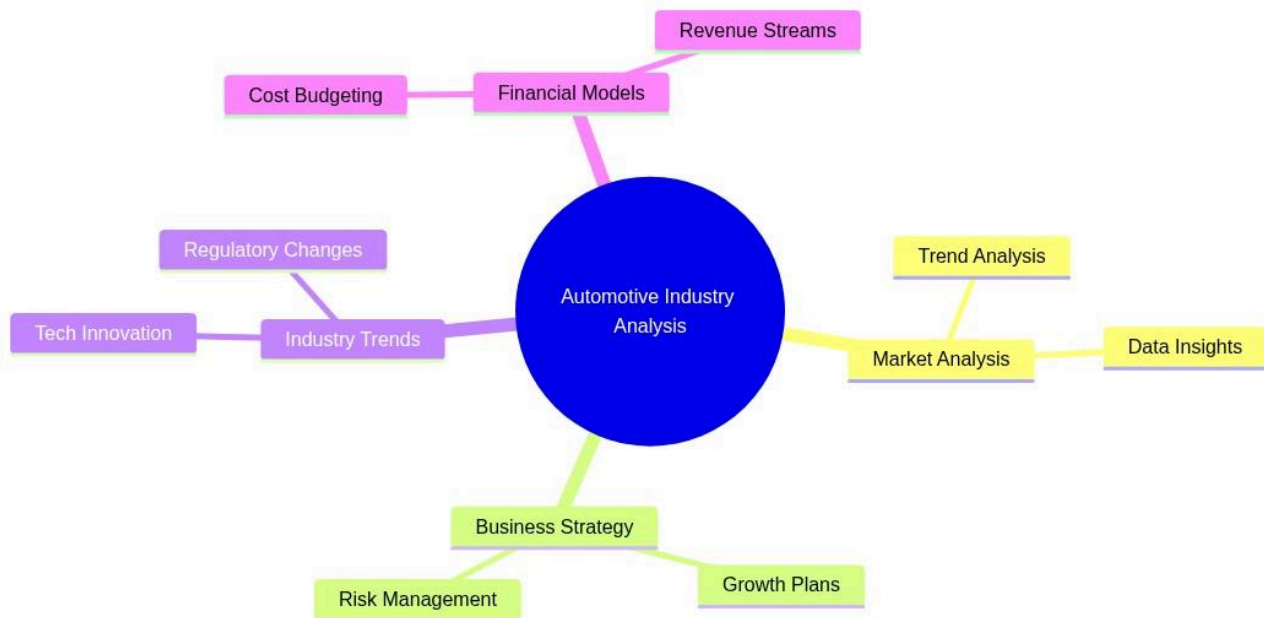 Revenue Streams
Cost Budgeting
Financial Models
Regulatory Changes
Tech Innovation
Industry Trends
Automotive Industry
Analysis
Trend Analysis
Market Analysis
Data Insights
Business Strategy
Risk Management
Growth Plans